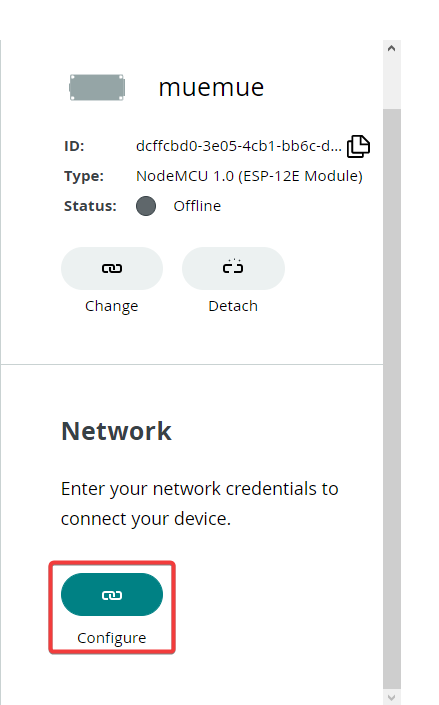 muemue
ID: dcffcbd0-3e05-4cb1-bb6c-d...
Type: NodeMCU 1.0 (ESP-12E Module)
Status: Offline
Change Detach
Network
Enter your network credentials to
connect your device.
Configure